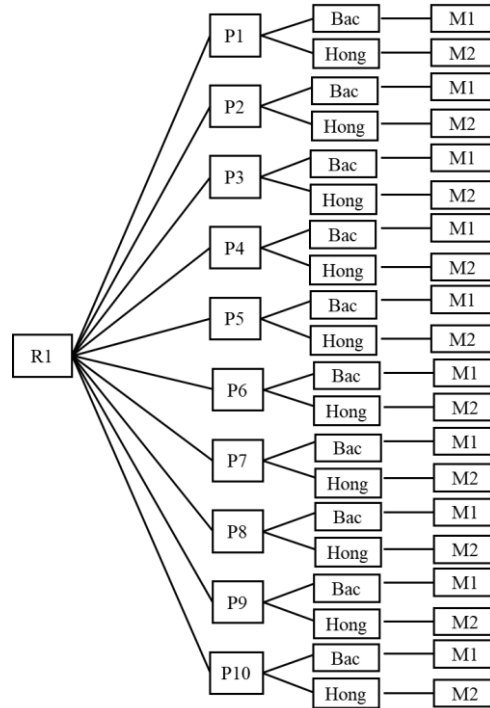 P1 Bac M1
Hong M2
P2 Bac M1
Hong M2
P3 Bac M1
Hong M2
P4 Bac M1
Hong M2
P5 Bac M1
Hong M2
R1
P6 Bac M1
Hong M2
P7 Bac M1
Hong M2
P8 Bac M1
Hong M2
P9 Bac M1
Hong M2
P10 Bac M1
Hong M2